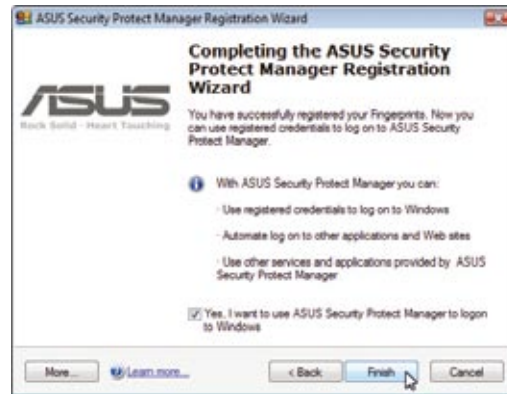 ASUS Security Protect Manager Registration Wizard
Completing the ASUS Security
Protect Manager Registration
Wizard
ASUS
Rock Solid · Heart Touching
You have successfully registered your Fingerprints. Now you
can use registered credentials to log on to ASUS Security
Protect Manager.
With ASUS Security Protect Manager you can:
· Use registered credentials to log on to Windows
· Automate log on to other applications and Web sites
· Use other services and applications provided by ASUS
Security Protect Manager
Yes, I want to use ASUS Security Protect Manager to logon
to Windows
More...
Learn more...
< Back
Finish
Cancel